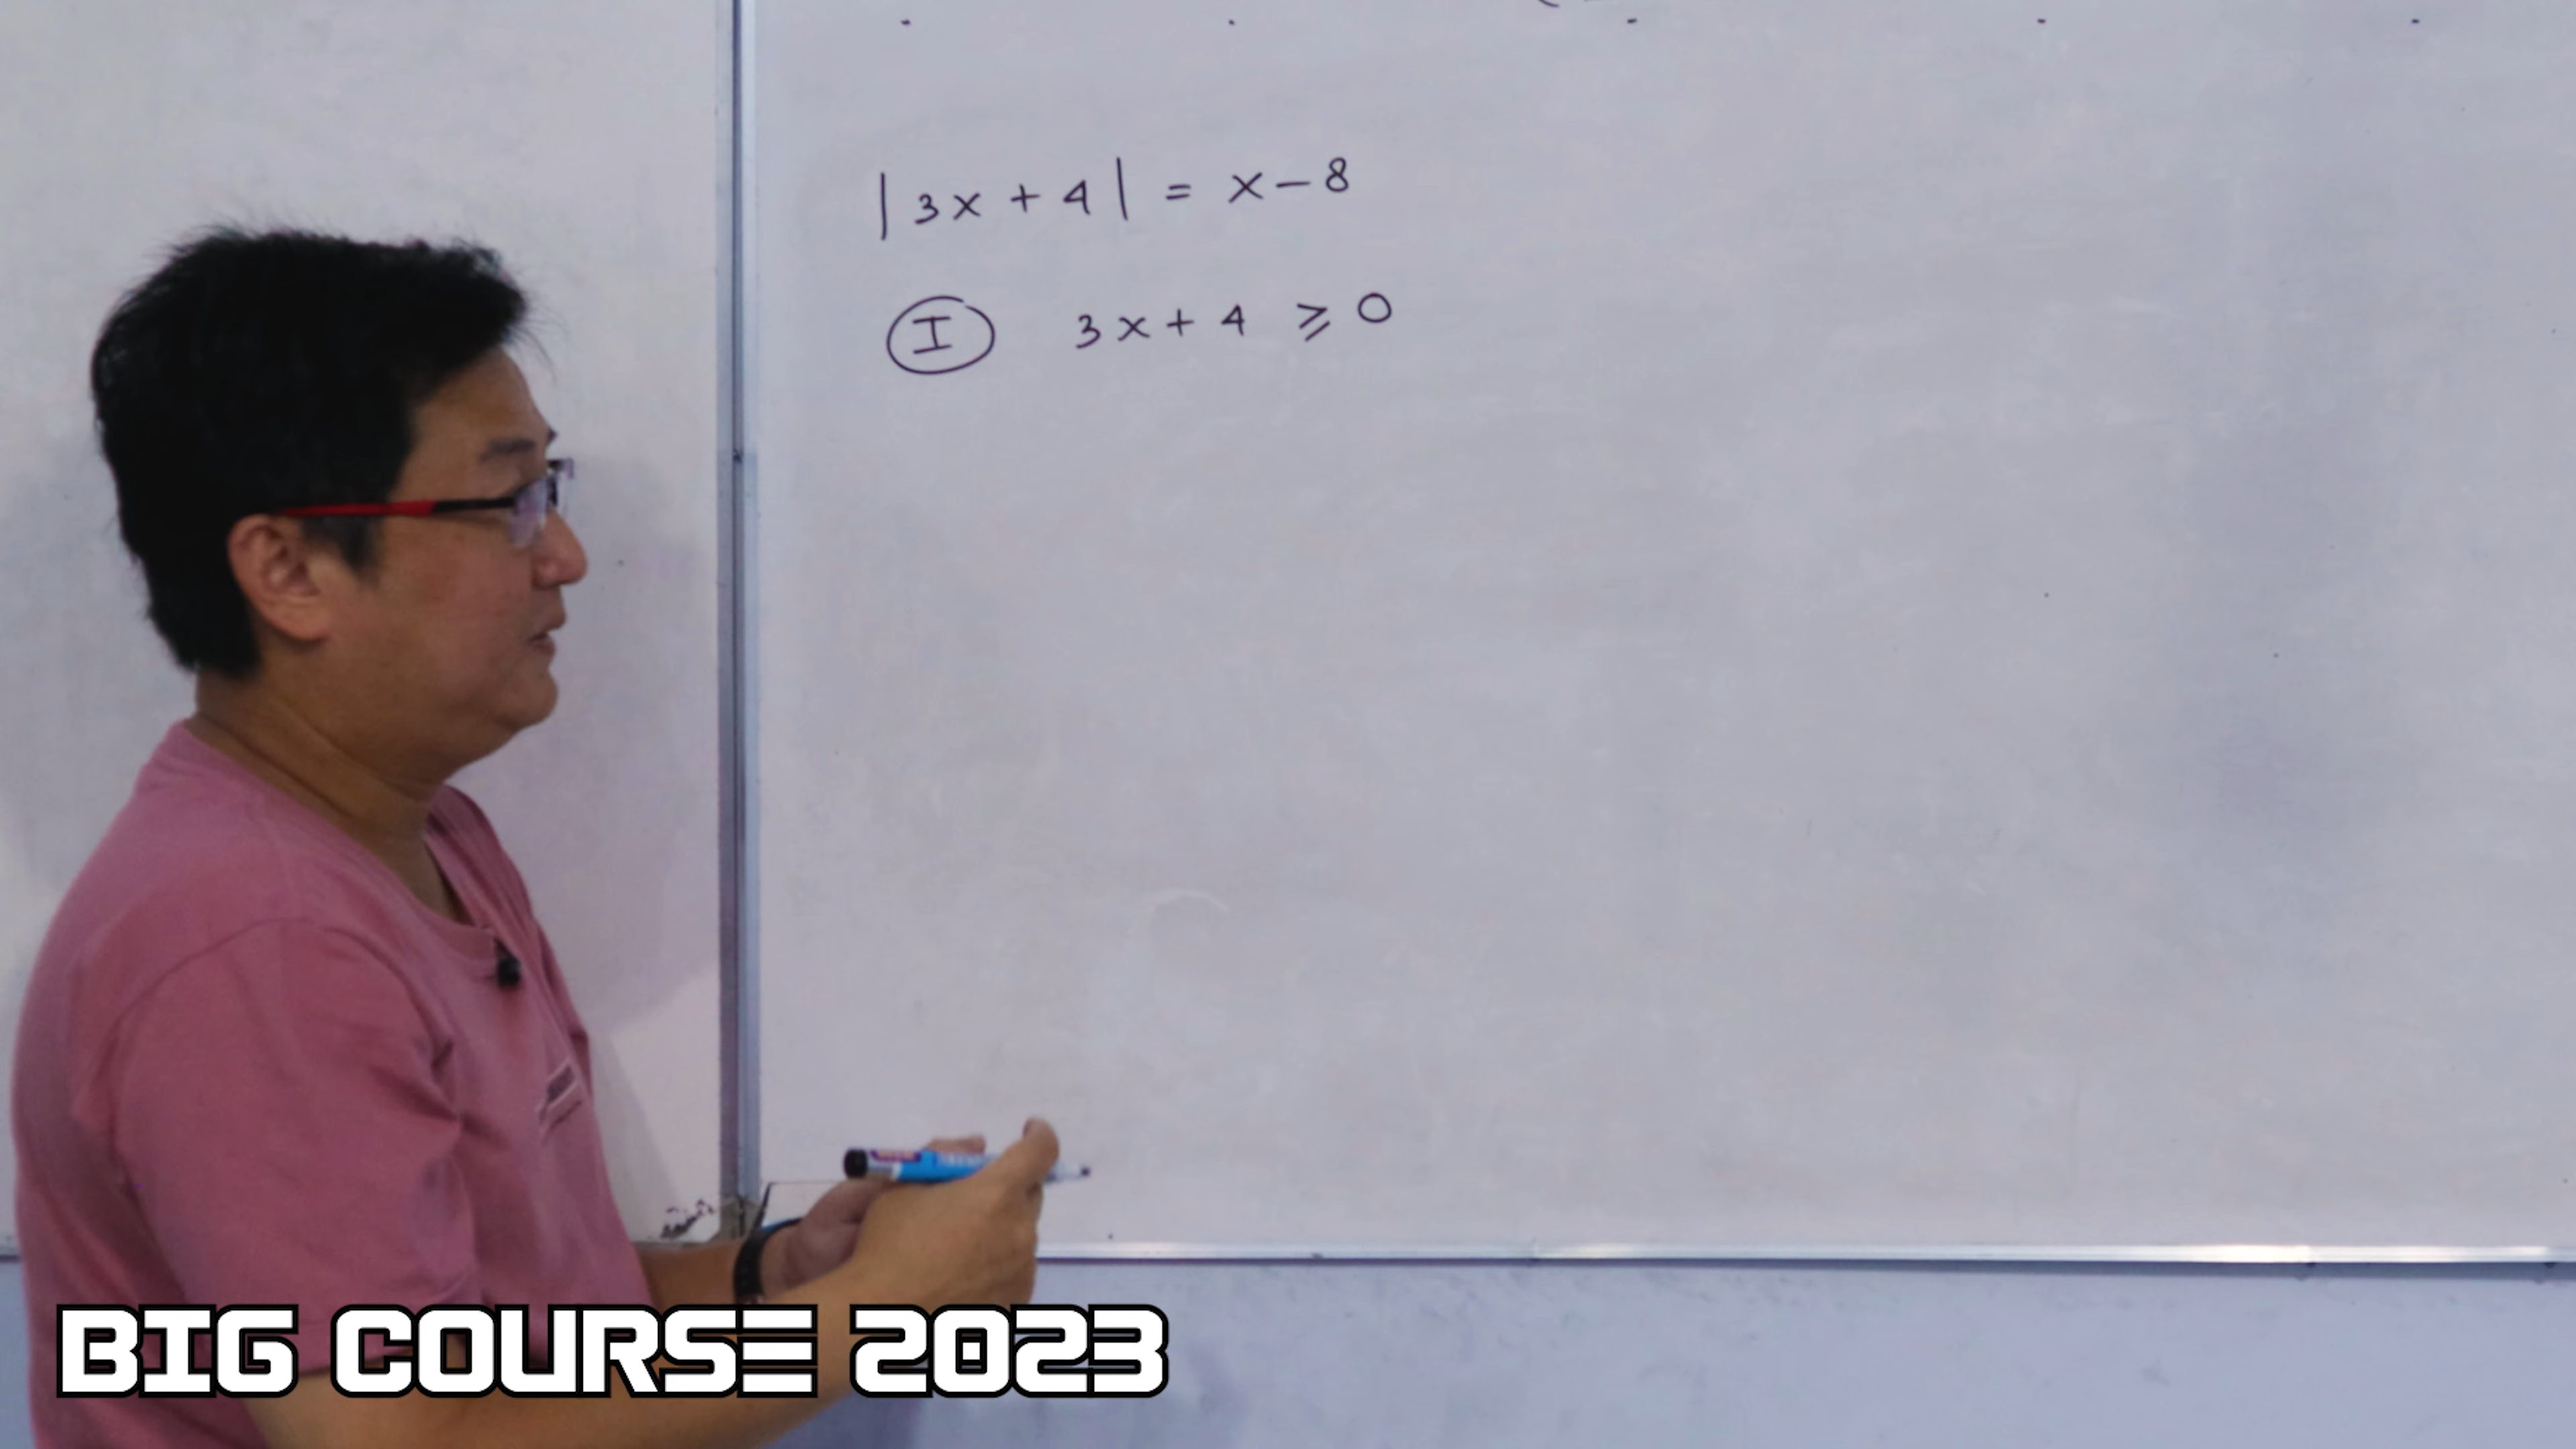 |3x + 4| = x - 8
I 3x + 4 ⩾ 0
BIG COURSE 2023